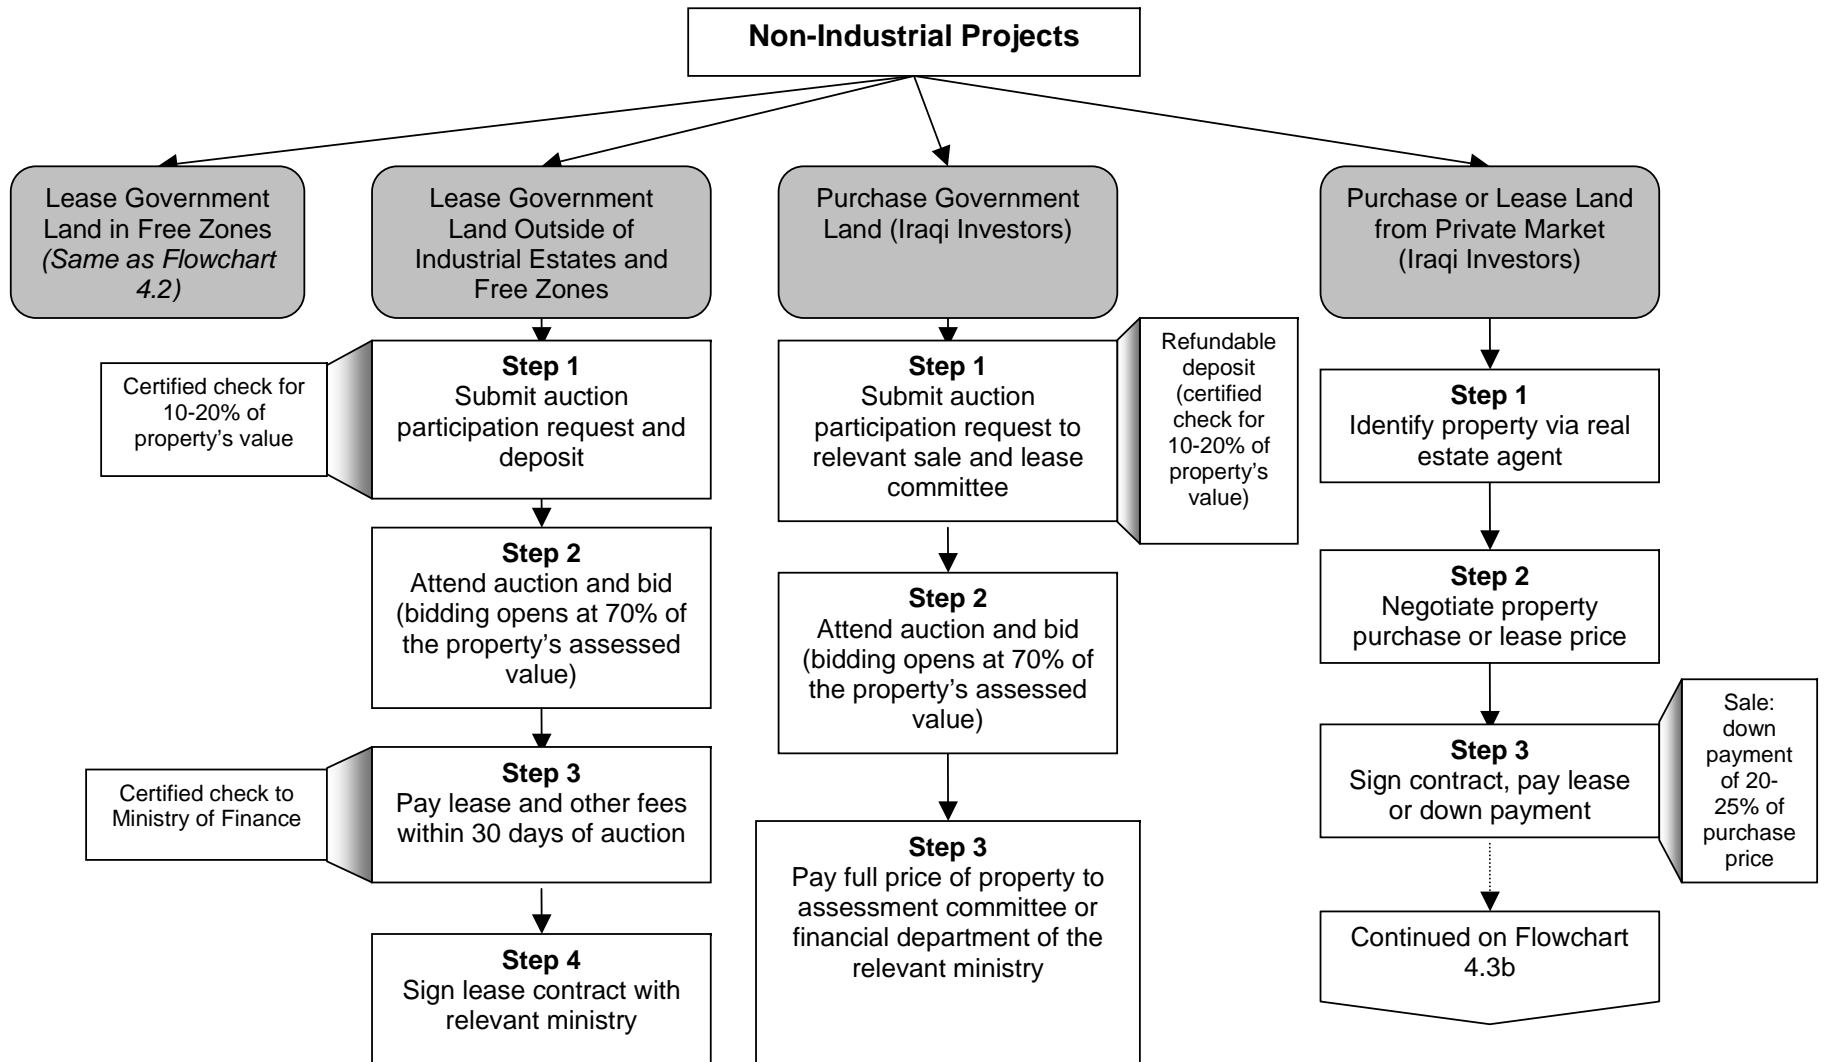 Non-Industrial Projects
Lease Government
Land in Free Zones
(Same as Flowchart
4.2)
Lease Government
Land Outside of
Industrial Estates and
Free Zones
Purchase Government
Land (Iraqi Investors)
Purchase or Lease Land
from Private Market
(Iraqi Investors)
Certified check for
10-20% of
property’s value
Step 1
Submit auction
participation request and
deposit
Step 2
Attend auction and bid
(bidding opens at 70% of
the property’s assessed
value)
Certified check to
Ministry of Finance
Step 3
Pay lease and other fees
within 30 days of auction
Step 4
Sign lease contract with
relevant ministry
Step 1
Submit auction
participation request to
relevant sale and lease
committee
Refundable
deposit
(certified
check for
10-20% of
property’s
value)
Step 2
Attend auction and bid
(bidding opens at 70% of
the property’s assessed
value)
Step 3
Pay full price of property to
assessment committee or
financial department of the
relevant ministry
Step 1
Identify property via real
estate agent
Step 2
Negotiate property
purchase or lease price
Step 3
Sign contract, pay lease
or down payment
Sale:
down
payment
of 20-
25% of
purchase
price
Continued on Flowchart
4.3b